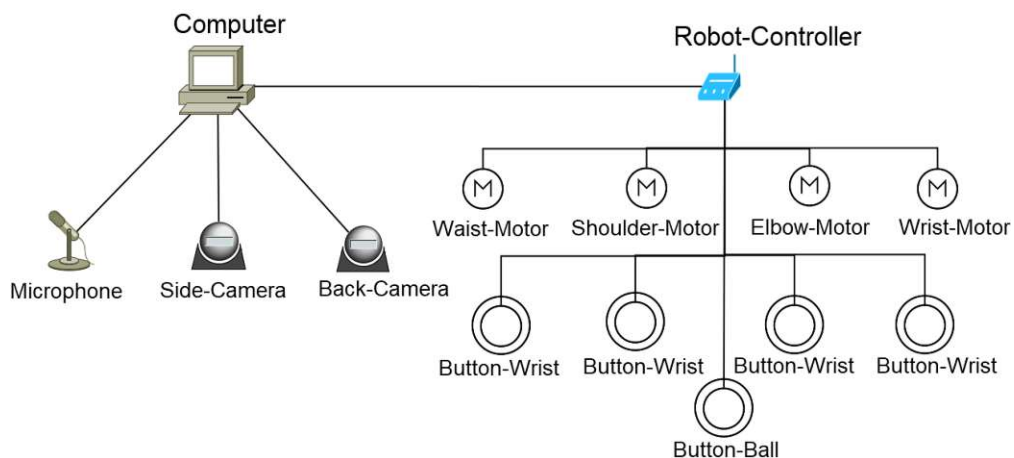 Computer
Robot-Controller
M
M
M
M
Waist-Motor
Shoulder-Motor
Elbow-Motor
Wrist-Motor
Microphone
Side-Camera
Back-Camera
Button-Wrist
Button-Wrist
Button-Wrist
Button-Wrist
Button-Ball